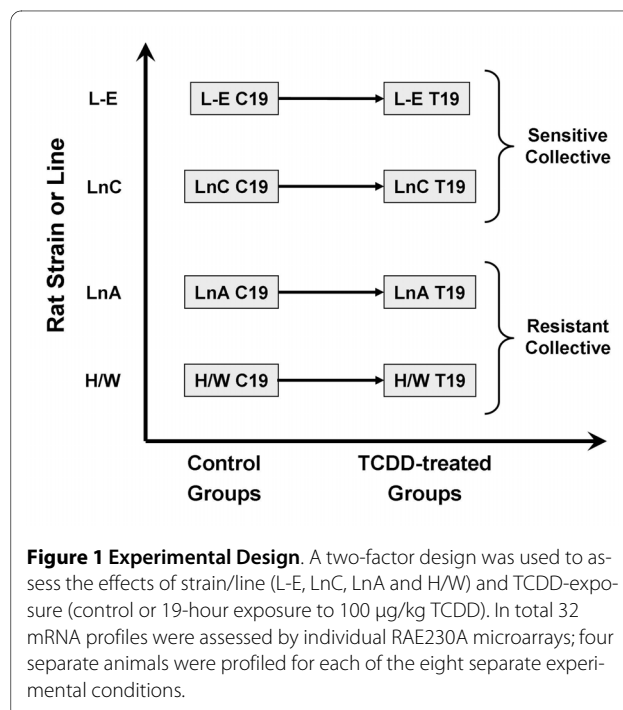 Rat Strain or Line
L-E
L-E C19
L-E T19
Sensitive
Collective
LnC
LnC C19
LnC T19
LnA
LnA C19
LnA T19
Resistant
Collective
H/W
H/W C19
H/W T19
Control
Groups
TCDD-treated
Groups
Figure 1 Experimental Design. A two-factor design was used to as-
sess the effects of strain/line (L-E, LnC, LnA and H/W) and TCDD-expo-
sure (control or 19-hour exposure to 100 μg/kg TCDD). In total 32
mRNA profiles were assessed by individual RAE230A microarrays; four
separate animals were profiled for each of the eight separate experi-
mental conditions.